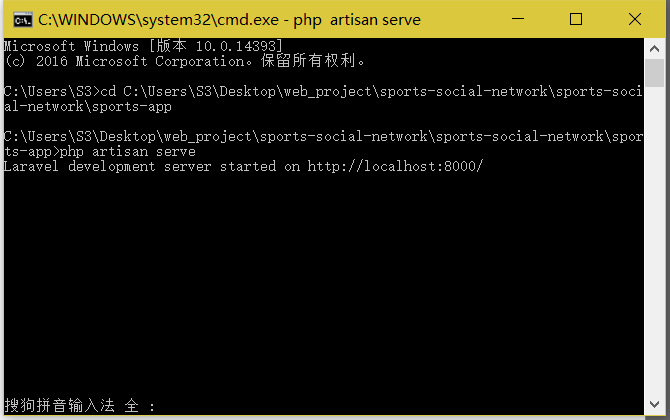 C:\WINDOWS\system32\cmd.exe - php  artisan serve
Microsoft Windows [版本 10.0.14393]
(c) 2016 Microsoft Corporation。保留所有权利。
C:\Users\S3>cd C:\Users\S3\Desktop\web_project\sports-social-network\sports-soci
al-network\sports-app
C:\Users\S3\Desktop\web_project\sports-social-network\sports-social-network\spor
ts-app>php artisan serve
Laravel development server started on http://localhost:8000/
搜狗拼音输入法 全 :